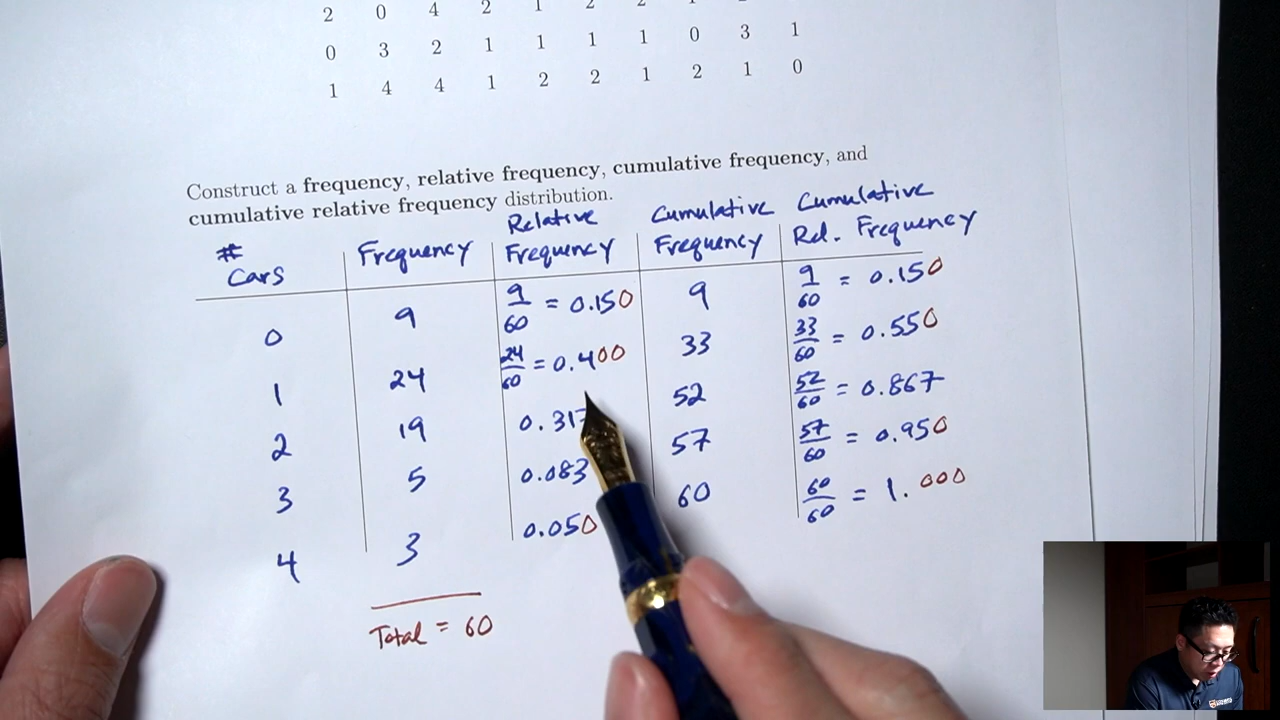 2 0 4 2 1 2
0 3 2 1 1 1 1 0 3 1
1 4 4 1 2 2 1 2 1 0
Construct a frequency, relative frequency, cumulative frequency, and
cumulative relative frequency distribution.
# Cars | Frequency | Relative Frequency | Cumulative Frequency | Cumulative Rel. Frequency
0 | 9 | 9/60 = 0.150 | 9 | 9/60 = 0.150
1 | 24 | 24/60 = 0.400 | 33 | 33/60 = 0.550
2 | 19 | 0.317 | 52 | 52/60 = 0.867
3 | 5 | 0.083 | 57 | 57/60 = 0.950
4 | 3 | 0.050 | 60 | 60/60 = 1.000
Total = 60